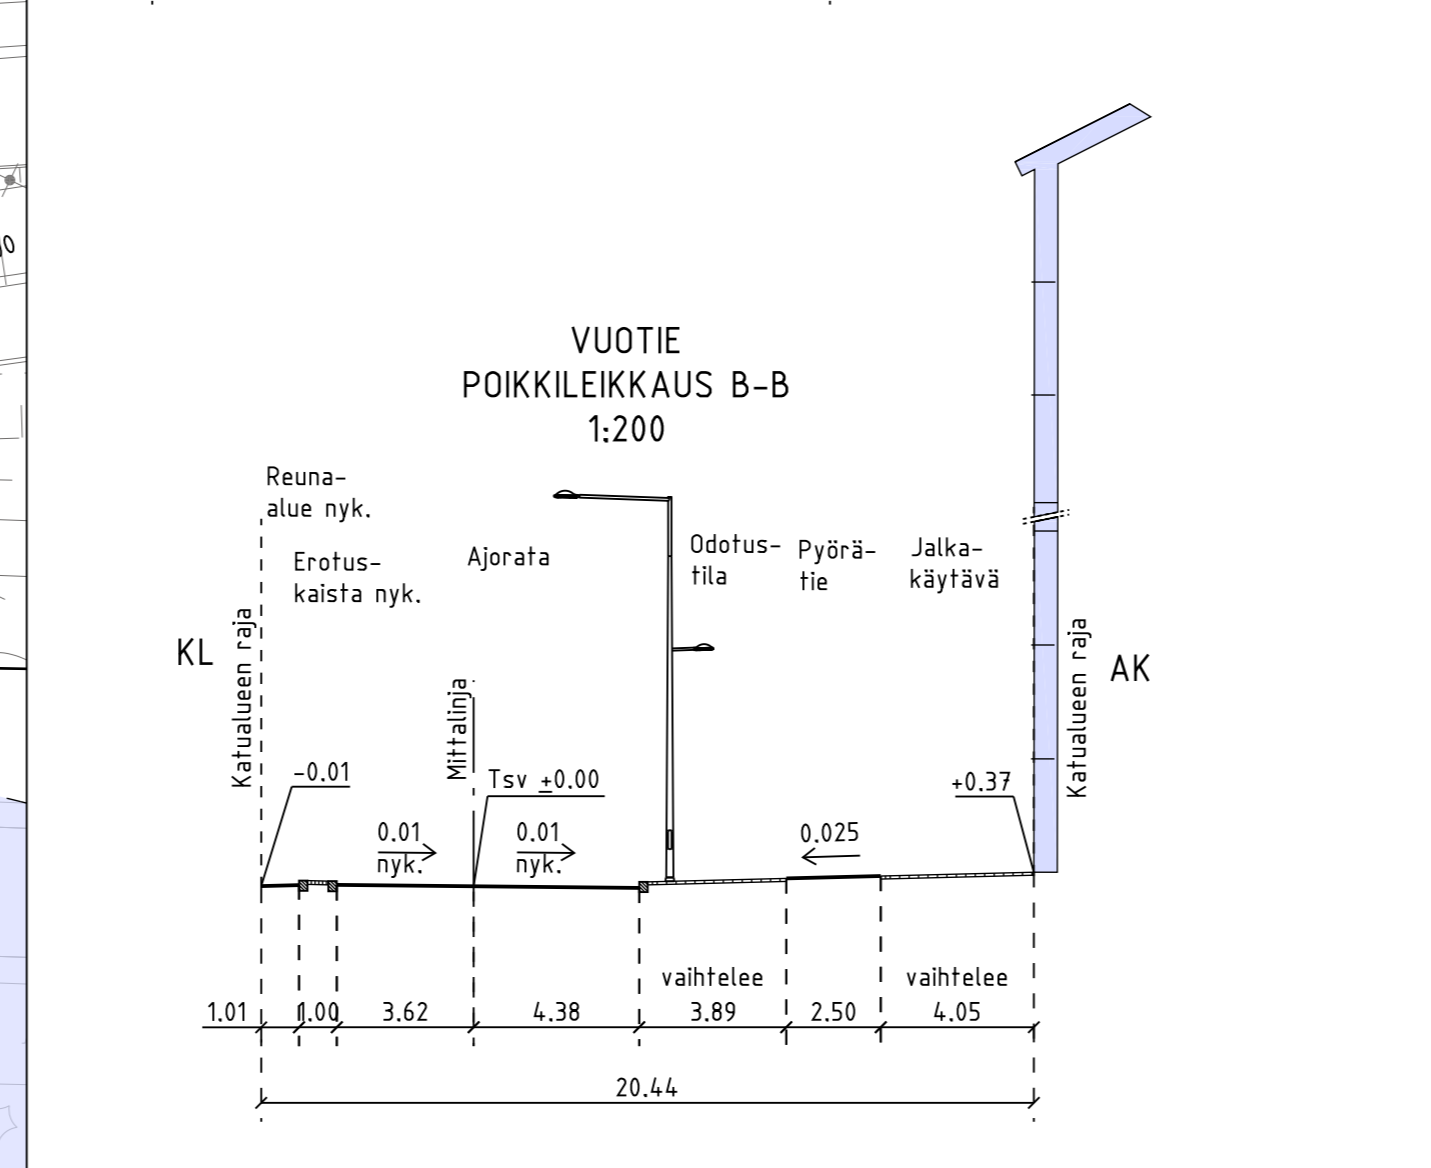 VUOTIE
POIKKILEIKKAUS B-B
1:200
Reuna-
alue nyk.
Erotus-
kaista nyk.
Ajorata
Odotus-
tila
Pyörä-
tie
Jalka-
käytävä
KL
Katualueen raja
Mittalinja
Katualueen raja
AK
-0.01
Tsv ±0.00
+0.37
0.01
nyk.
0.01
nyk.
0.025
vaihtelee
vaihtelee
1.01
1.00
3.62
4.38
3.89
2.50
4.05
20.44